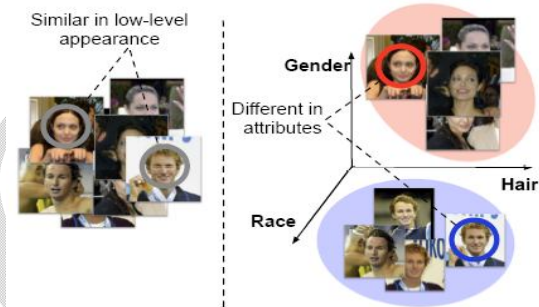 Similar in low-level
appearance
Gender
Different in
attributes
Hair
Race